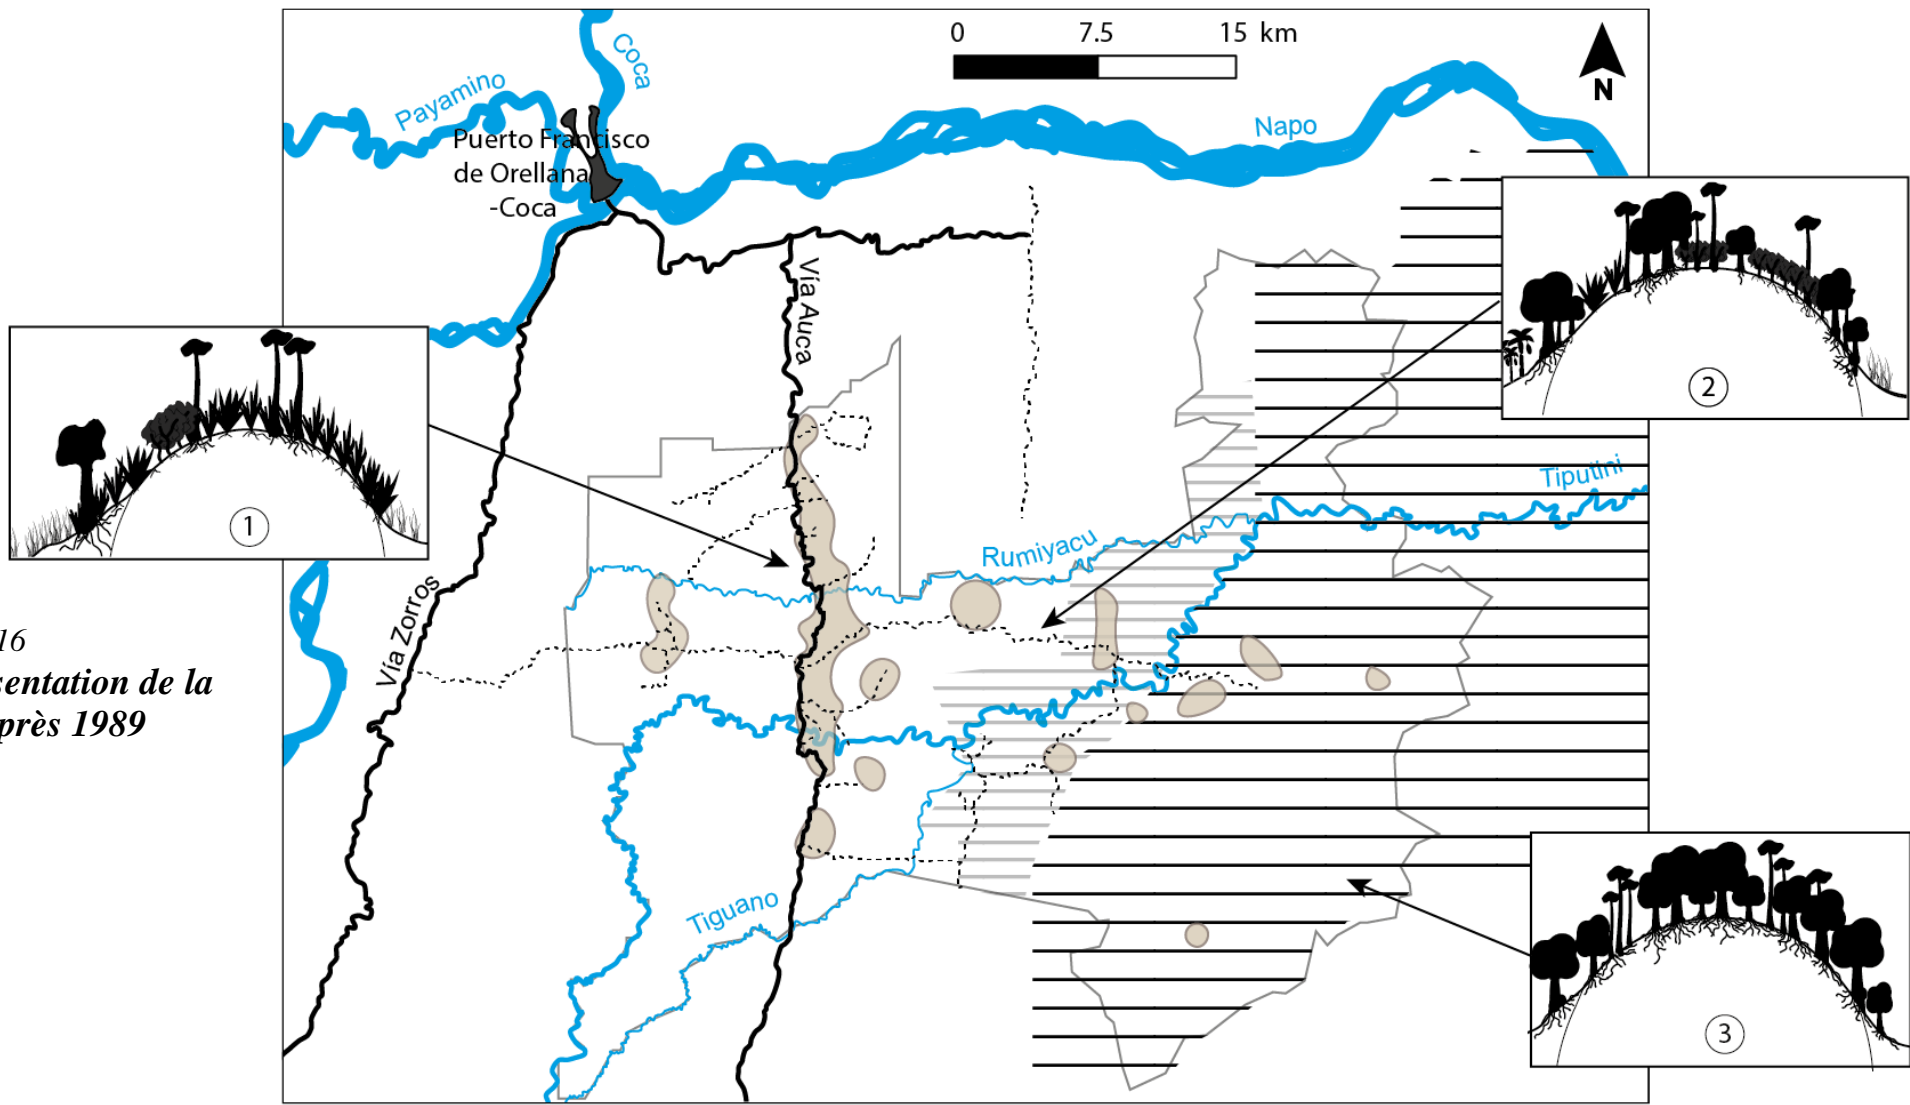 0 7.5 15 km
N
Coca
Payamino
Napo
Puerto Francisco
de Orellana
-Coca
Vía Auca
2
1
Tiputini
Rumiyacu
Vía Zorros
16
sentation de la
près 1989
Tiguano
3